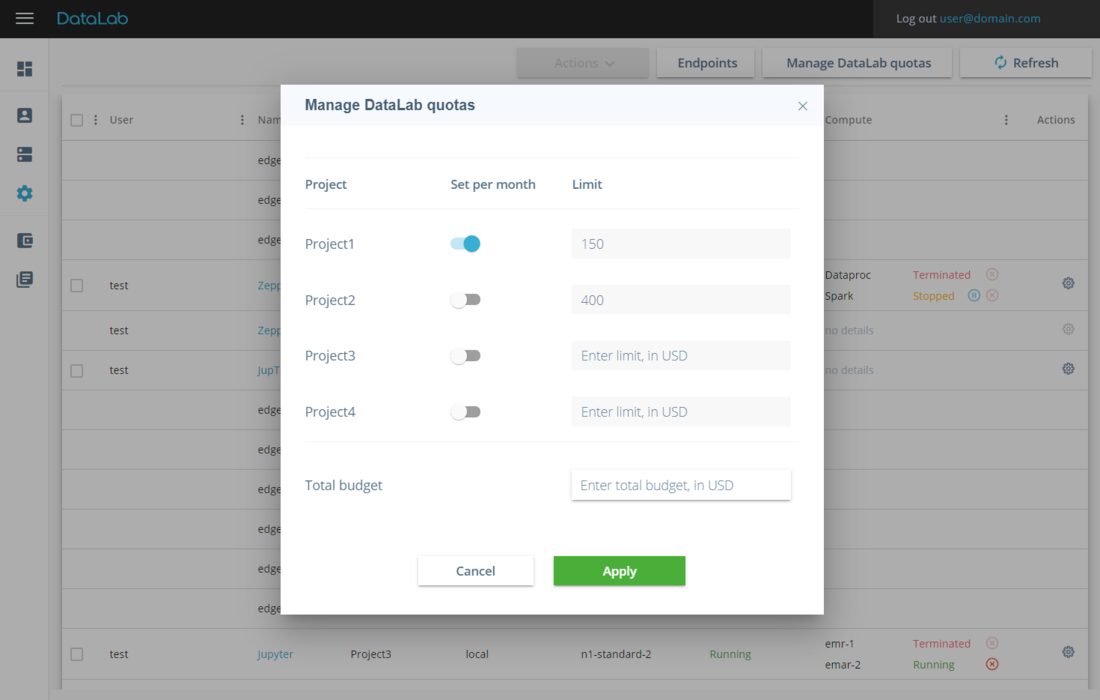 DataLab
Log out user@domain.com
Actions
Endpoints
Manage DataLab quotas
Refresh
Manage DataLab quotas
User
Nam
Compute
Actions
Project
Set per month
Limit
Project1
150
Project2
400
Project3
Enter limit, in USD
Project4
Enter limit, in USD
Total budget
Enter total budget, in USD
Cancel
Apply
edge
edge
edge
test
Zepp
Dataproc
Terminated
Spark
Stopped
test
Zepp
no details
test
JupT
no details
edge
edge
edge
edge
edge
edge
test
Jupyter
Project3
local
n1-standard-2
Running
emr-1
Terminated
emar-2
Running